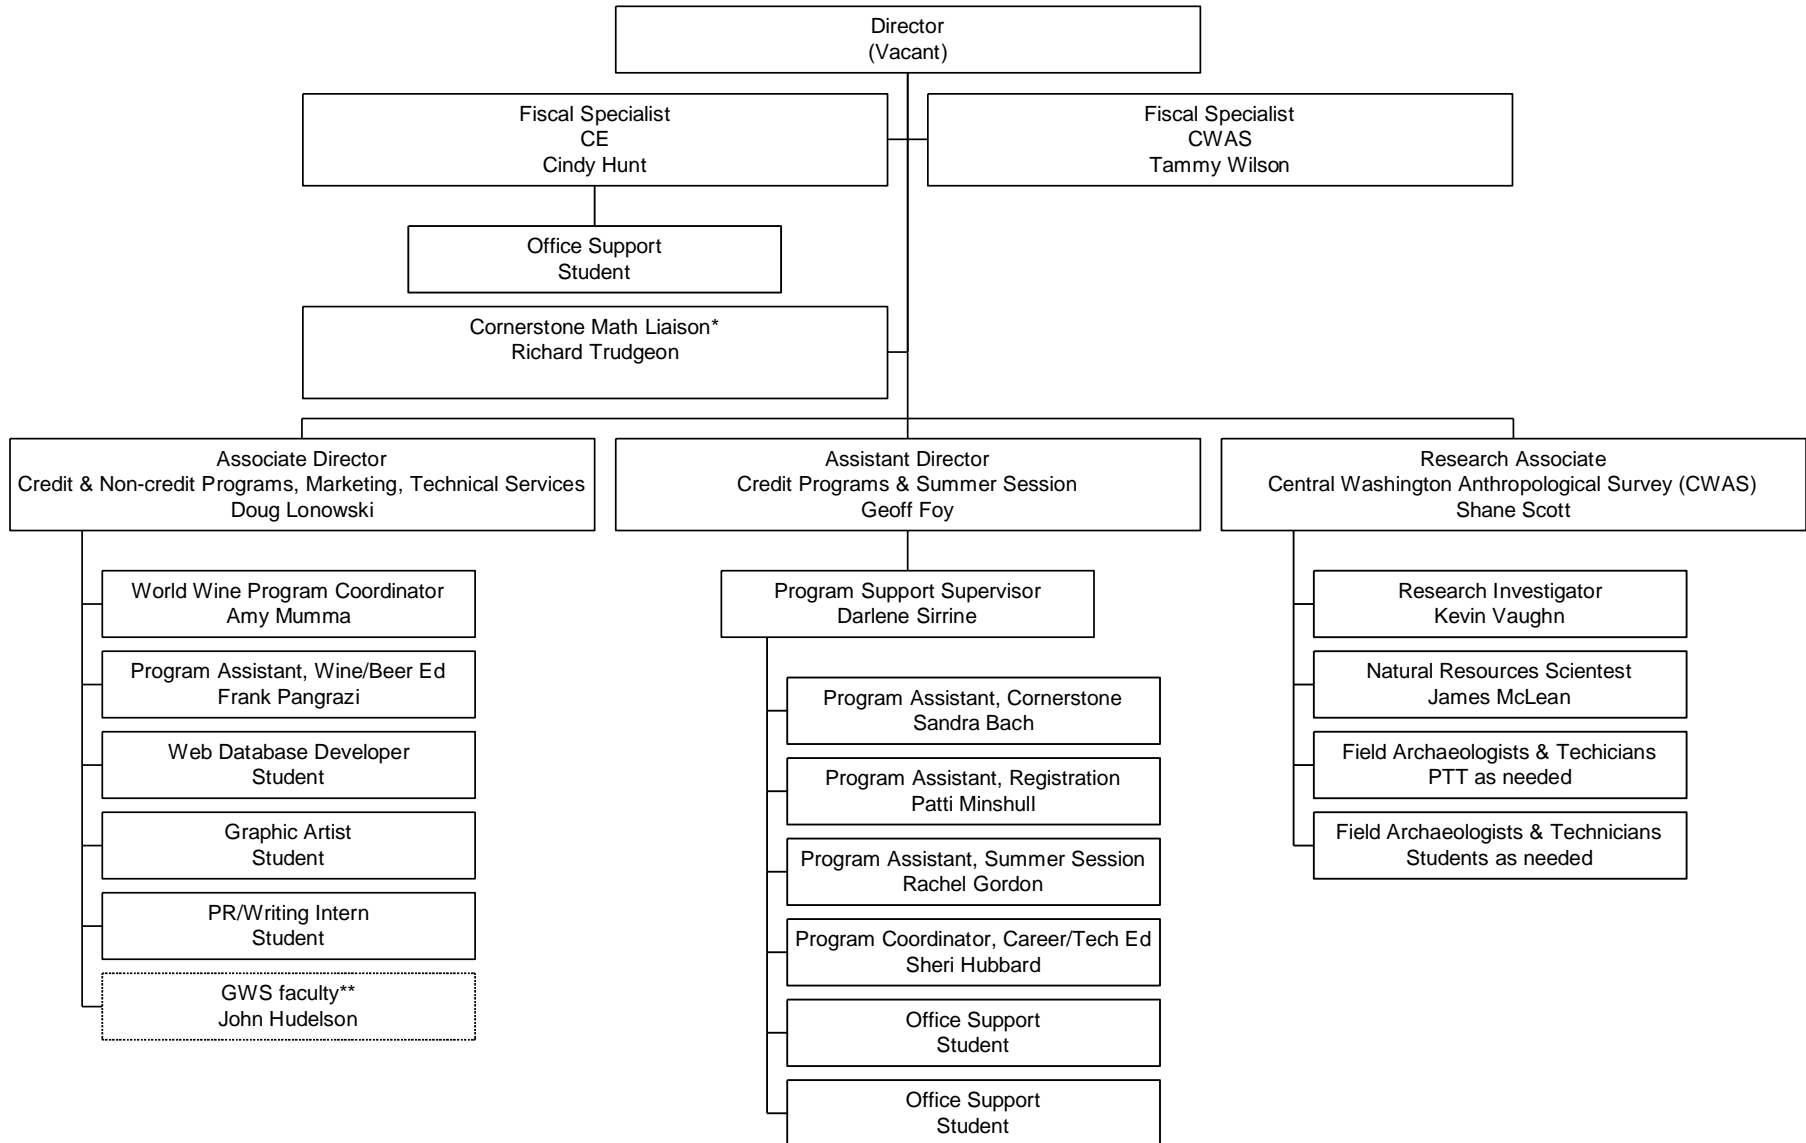 Director
(Vacant)
Fiscal Specialist
CE
Cindy Hunt
Fiscal Specialist
CWAS
Tammy Wilson
Office Support
Student
Cornerstone Math Liaison*
Richard Trudgeon
Associate Director
Credit & Non-credit Programs, Marketing, Technical Services
Doug Lonowski
Assistant Director
Credit Programs & Summer Session
Geoff Foy
Research Associate
Central Washington Anthropological Survey (CWAS)
Shane Scott
World Wine Program Coordinator
Amy Mumma
Program Assistant, Wine/Beer Ed
Frank Pangrazi
Web Database Developer
Student
Graphic Artist
Student
PR/Writing Intern
Student
GWS faculty**
John Hudelson
Program Support Supervisor
Darlene Sirrine
Program Assistant, Cornerstone
Sandra Bach
Program Assistant, Registration
Patti Minshull
Program Assistant, Summer Session
Rachel Gordon
Program Coordinator, Career/Tech Ed
Sheri Hubbard
Office Support
Student
Office Support
Student
Research Investigator
Kevin Vaughn
Natural Resources Scientest
James McLean
Field Archaeologists & Techicians
PTT as needed
Field Archaeologists & Technicians
Students as needed